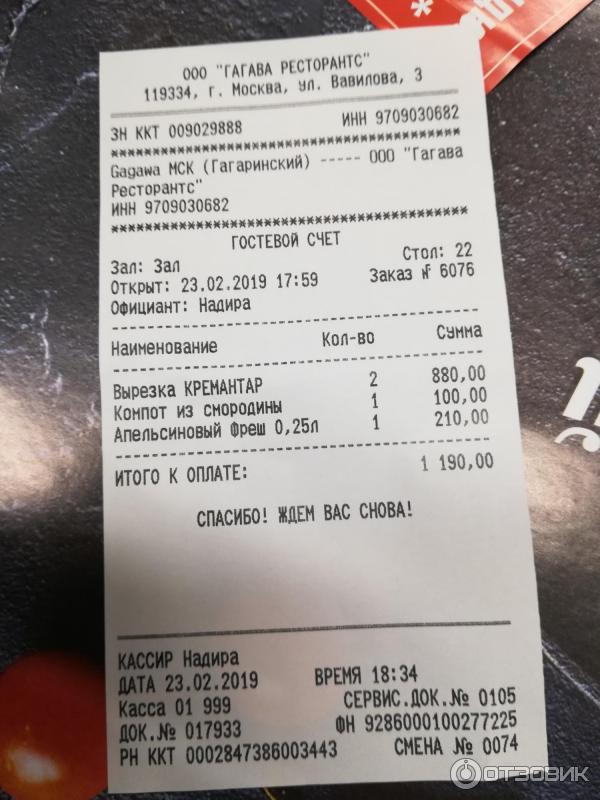 ООО "ГАГАВА РЕСТОРАНТС"
119334, г. Москва, ул. Вавилова, 3
ЗН ККТ 009029888 ИНН 9709030682
************************************************
Gagawa МСК (Гагаринский) ----- ООО "Гагава
Ресторантс"
ИНН 9709030682
************************************************
ГОСТЕВОЙ СЧЕТ
Зал: Зал Стол: 22
Открыт: 23.02.2019 17:59 Заказ № 6076
Официант: Надира
Наименование Кол-во Сумма
Вырезка КРЕМАНТАР 2 880,00
Компот из смородины 1 100,00
Апельсиновый Фреш 0,25л 1 210,00
ИТОГО К ОПЛАТЕ: 1 190,00
СПАСИБО! ЖДЕМ ВАС СНОВА!
КАССИР Надира
ДАТА 23.02.2019 ВРЕМЯ 18:34
Касса 01 999 СЕРВИС.ДОК.№ 0105
ДОК.№ 017933 ФН 9286000100277225
РН ККТ 0002847386003443 СМЕНА № 0074
ОТЗОВИК